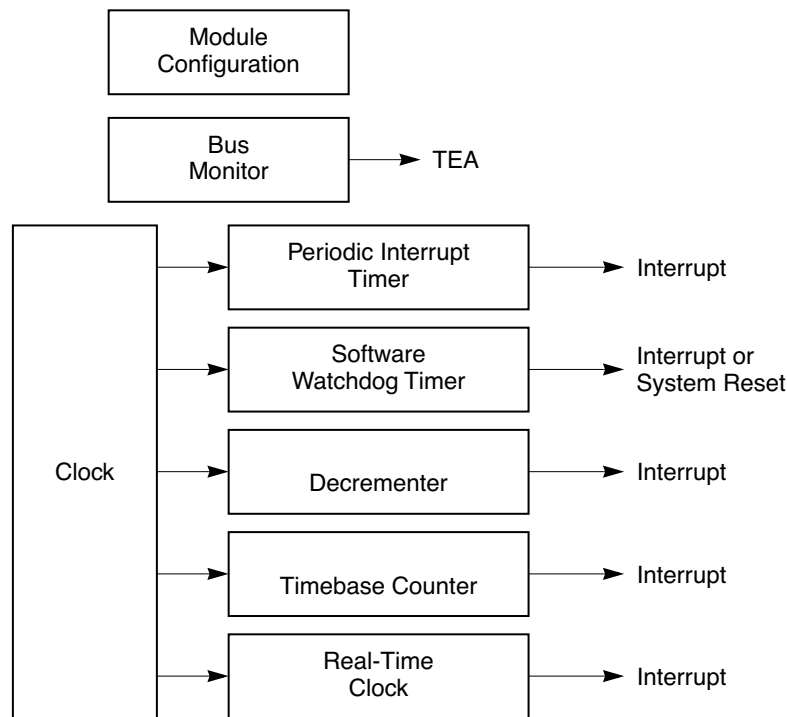 Module
Configuration
Bus
Monitor
TEA
Clock
Periodic Interrupt
Timer
Interrupt
Software
Watchdog Timer
Interrupt or
System Reset
Decrementer
Interrupt
Timebase Counter
Interrupt
Real-Time
Clock
Interrupt